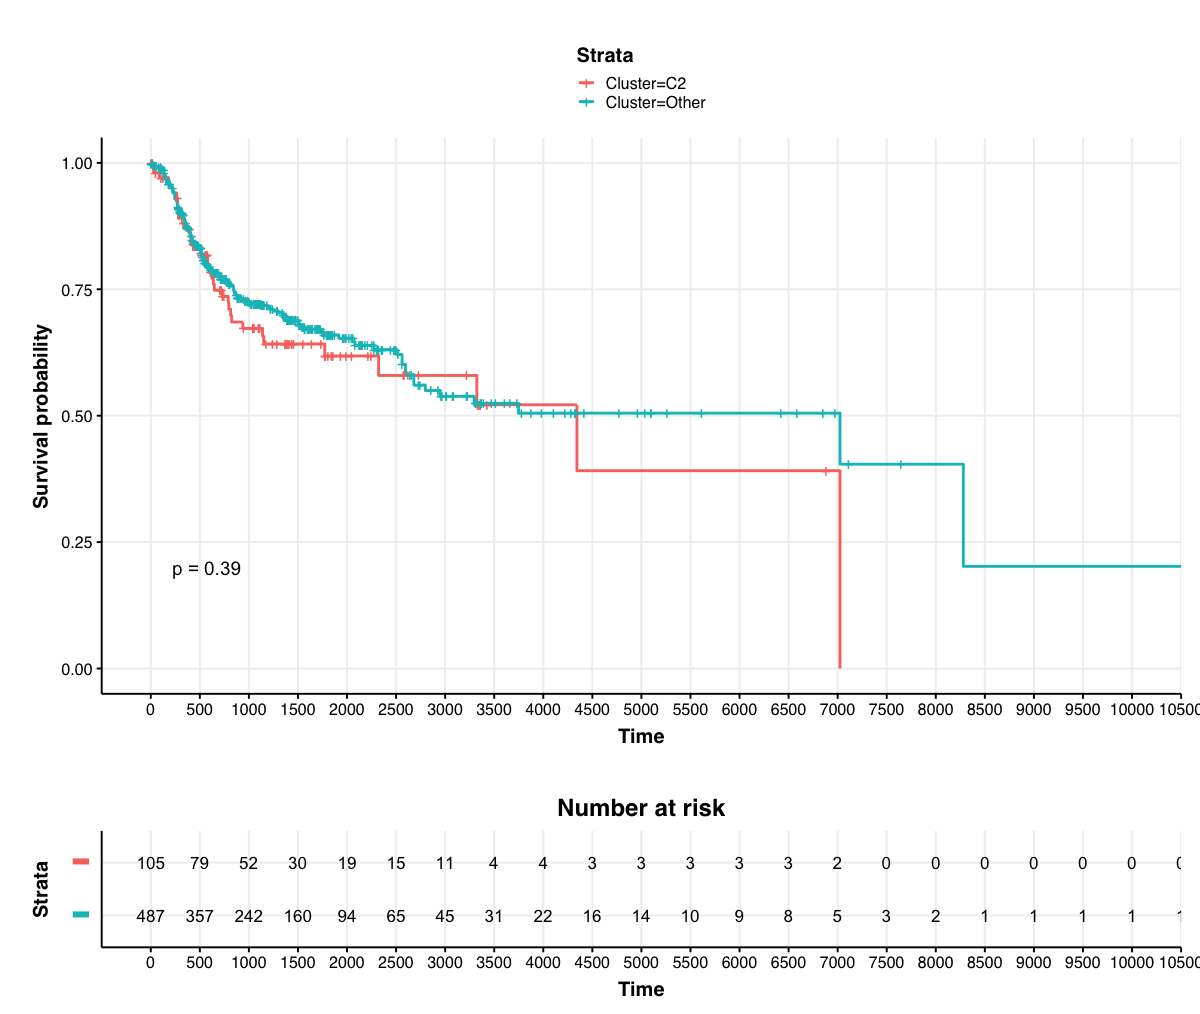 Strata
Cluster=C2
Cluster=Other
Survival probability
1.00
0.75
0.50
0.25
0.00
p = 0.39
0 500 1000 1500 2000 2500 3000 3500 4000 4500 5000 5500 6000 6500 7000 7500 8000 8500 9000 9500 10000 10500
Time
Number at risk
Strata
105 79 52 30 19 15 11 4 4 3 3 3 3 3 2 0 0 0 0 0 0 0
487 357 242 160 94 65 45 31 22 16 14 10 9 8 5 3 2 1 1 1 1 1
0 500 1000 1500 2000 2500 3000 3500 4000 4500 5000 5500 6000 6500 7000 7500 8000 8500 9000 9500 10000 10500
Time